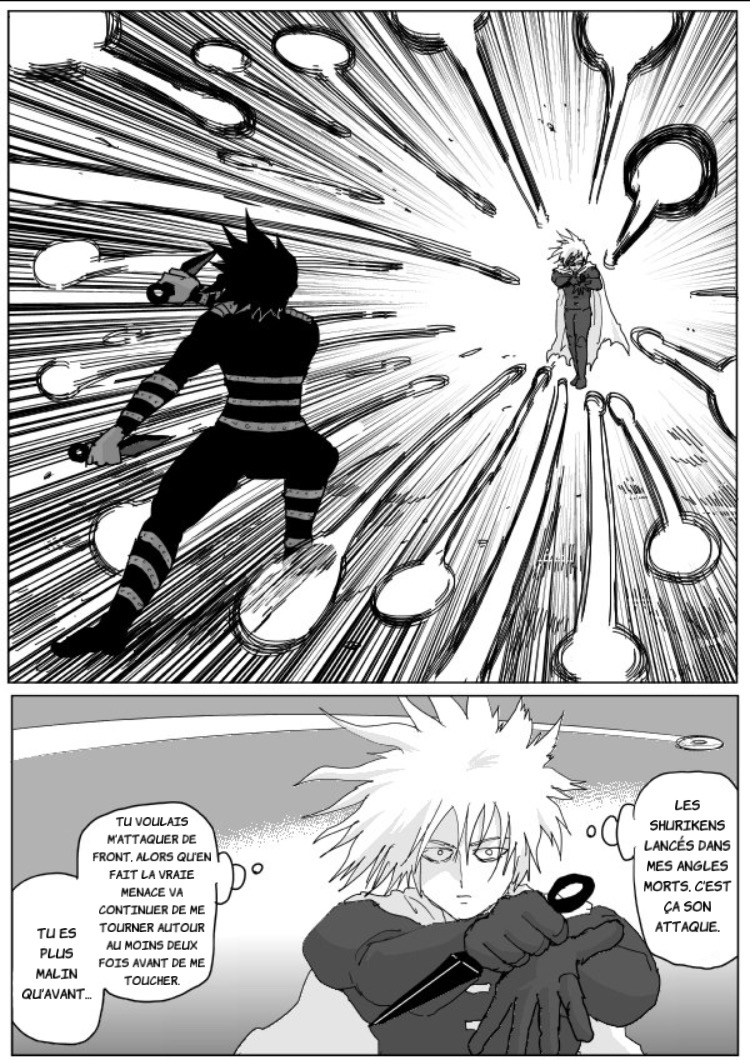 LES
SHURIKENS
LANCÉS DANS
MES ANGLES
MORTS. C'EST
ÇA SON
ATTAQUE.
TU VOULAIS
M'ATTAQUER DE
FRONT. ALORS QU'EN
FAIT LA VRAIE
MENACE VA
CONTINUER DE ME
TOURNER AUTOUR
AU MOINS DEUX
FOIS AVANT DE ME
TOUCHER.
TU ES
PLUS
MALIN
QU'AVANT...